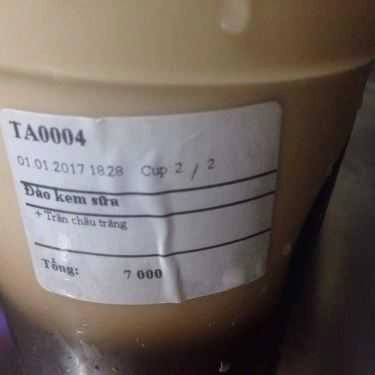 TA0004
01.01.2017 18:28 Cup 2 / 2
Đào kem sữa
+ Trân châu trắng
Tổng: 7 000